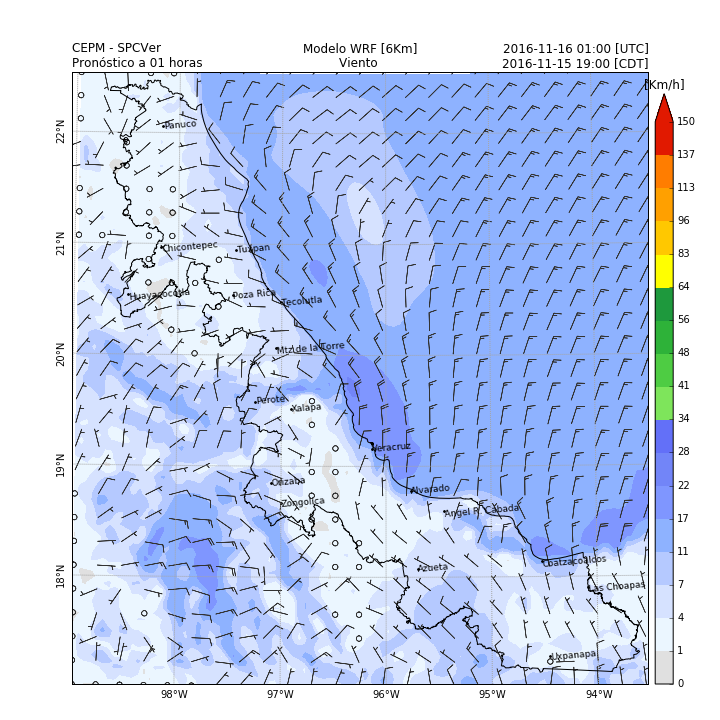 CEPM - SPCVer
Pronóstico a 01 horas
Modelo WRF [6Km]
Viento
2016-11-16 01:00 [UTC]
2016-11-15 19:00 [CDT]
[Km/h]
150
137
113
96
83
64
56
48
41
34
28
22
17
11
7
4
1
0
22°N
21°N
20°N
19°N
18°N
98°W
97°W
96°W
95°W
94°W
Panuco
Chicontepec
Tuxpan
Huayacocotla
Poza Rica
Tecolutla
Mtz de la Torre
Perote
Xalapa
Veracruz
Orizaba
Alvarado
Zongolica
Angel R. Cabada
Azueta
Coatzacoalcos
Las Choapas
Uxpanapa